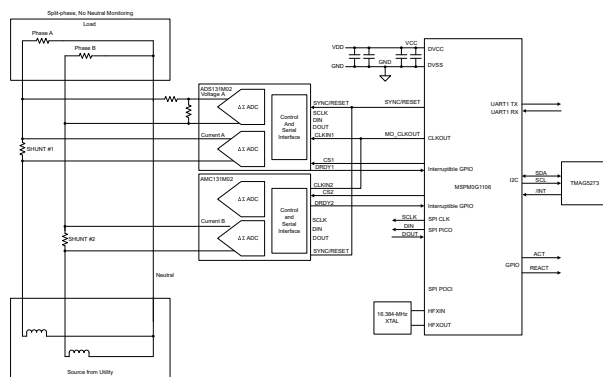 Split-phase, No Neutral Monitoring
Load
Phase A
Phase B
SHUNT #1
SHUNT #2
Neutral
Source from Utility
ADS131M02
Voltage A
ΔΣ ADC
Current A
ΔΣ ADC
Control
And
Serial
Interface
AMC131M02
ΔΣ ADC
Current B
ΔΣ ADC
Control
and
Serial
Interface
SYNC/RESET
SCLK
DIN
DOUT
CLKIN1
CS1
DRDY1
CLKIN2
CS2
DRDY2
SCLK
DIN
DOUT
SYNC/RESET
VDD
VCC
GND
GND
SYNC/RESET
MO_CLKOUT
SCLK
DIN
DOUT
16.384-MHz
XTAL
DVCC
DVSS
CLKOUT
Interruptible GPIO
MSPM0G1106
Interruptible GPIO
SPI CLK
SPI PICO
SPI POCI
HFXIN
HFXOUT
UART1 TX
UART1 RX
I2C
SDA
SCL
/INT
TMAG5273
GPIO
ACT
REACT